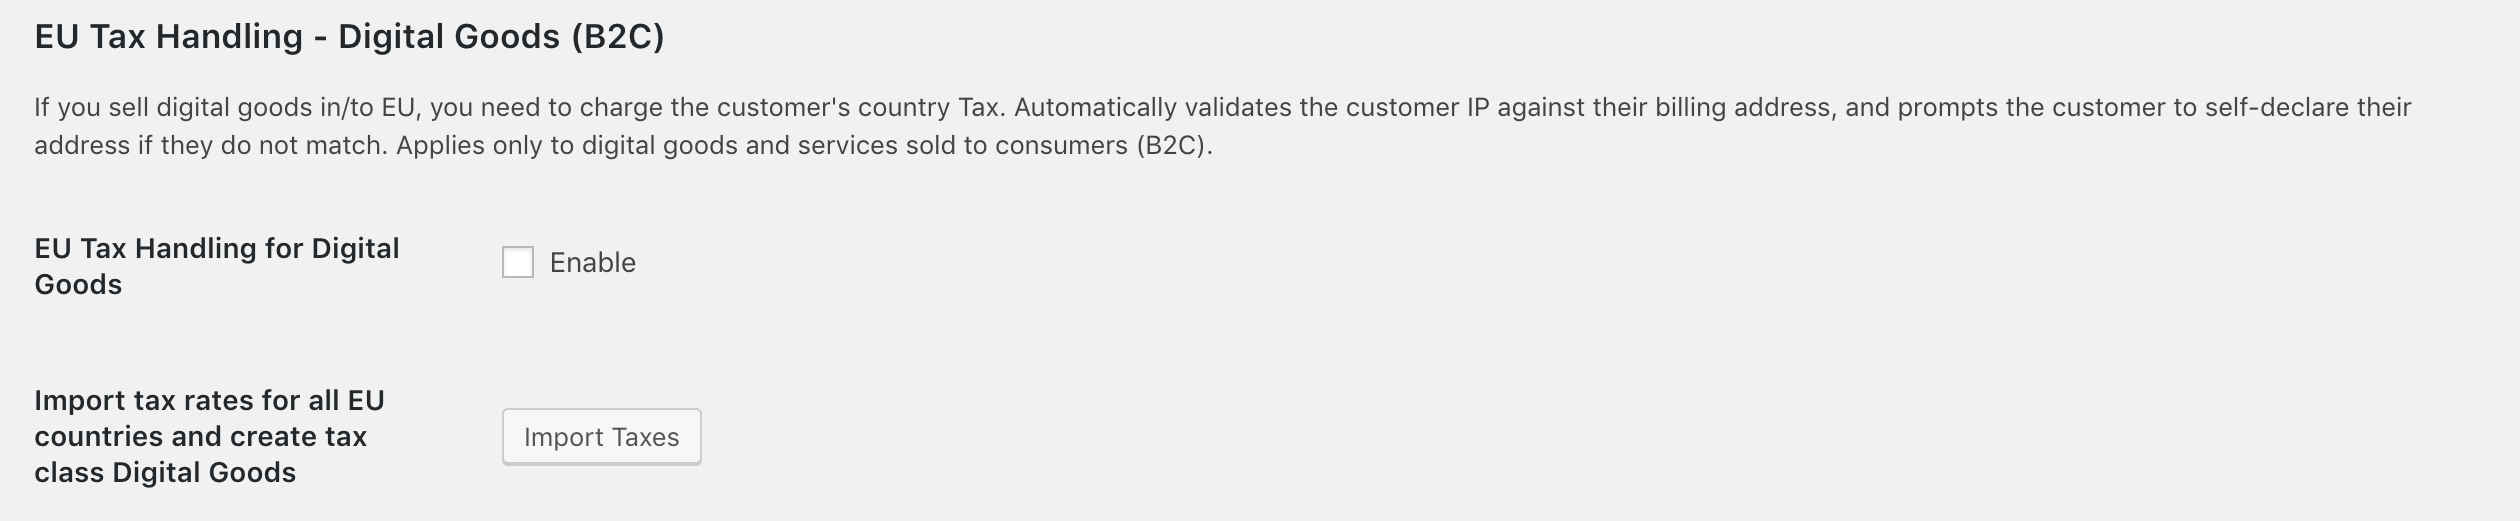 EU Tax Handling - Digital Goods (B2C)
If you sell digital goods in/to EU, you need to charge the customer's country Tax. Automatically validates the customer IP against their billing address, and prompts the customer to self-declare their
address if they do not match. Applies only to digital goods and services sold to consumers (B2C).
EU Tax Handling for Digital
Goods
Enable
Import tax rates for all EU
countries and create tax
class Digital Goods
Import Taxes